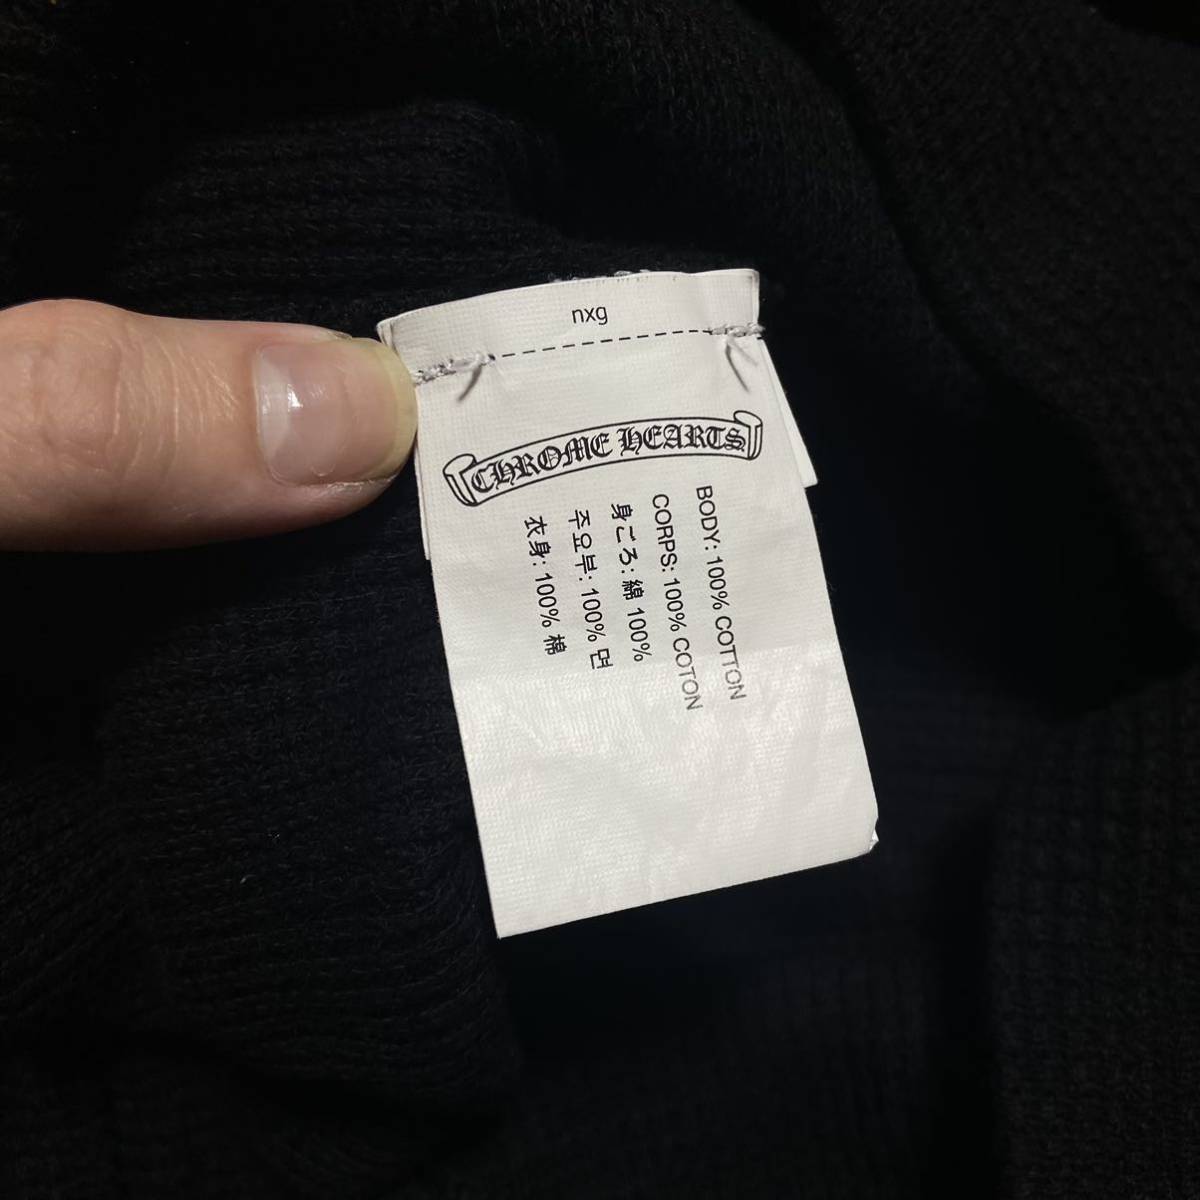 nxg
CHROME HEARTS
BODY: 100% COTTON
CORPS: 100% COTON
身ごろ: 綿 100%
주요부: 100% 면
衣身: 100% 棉